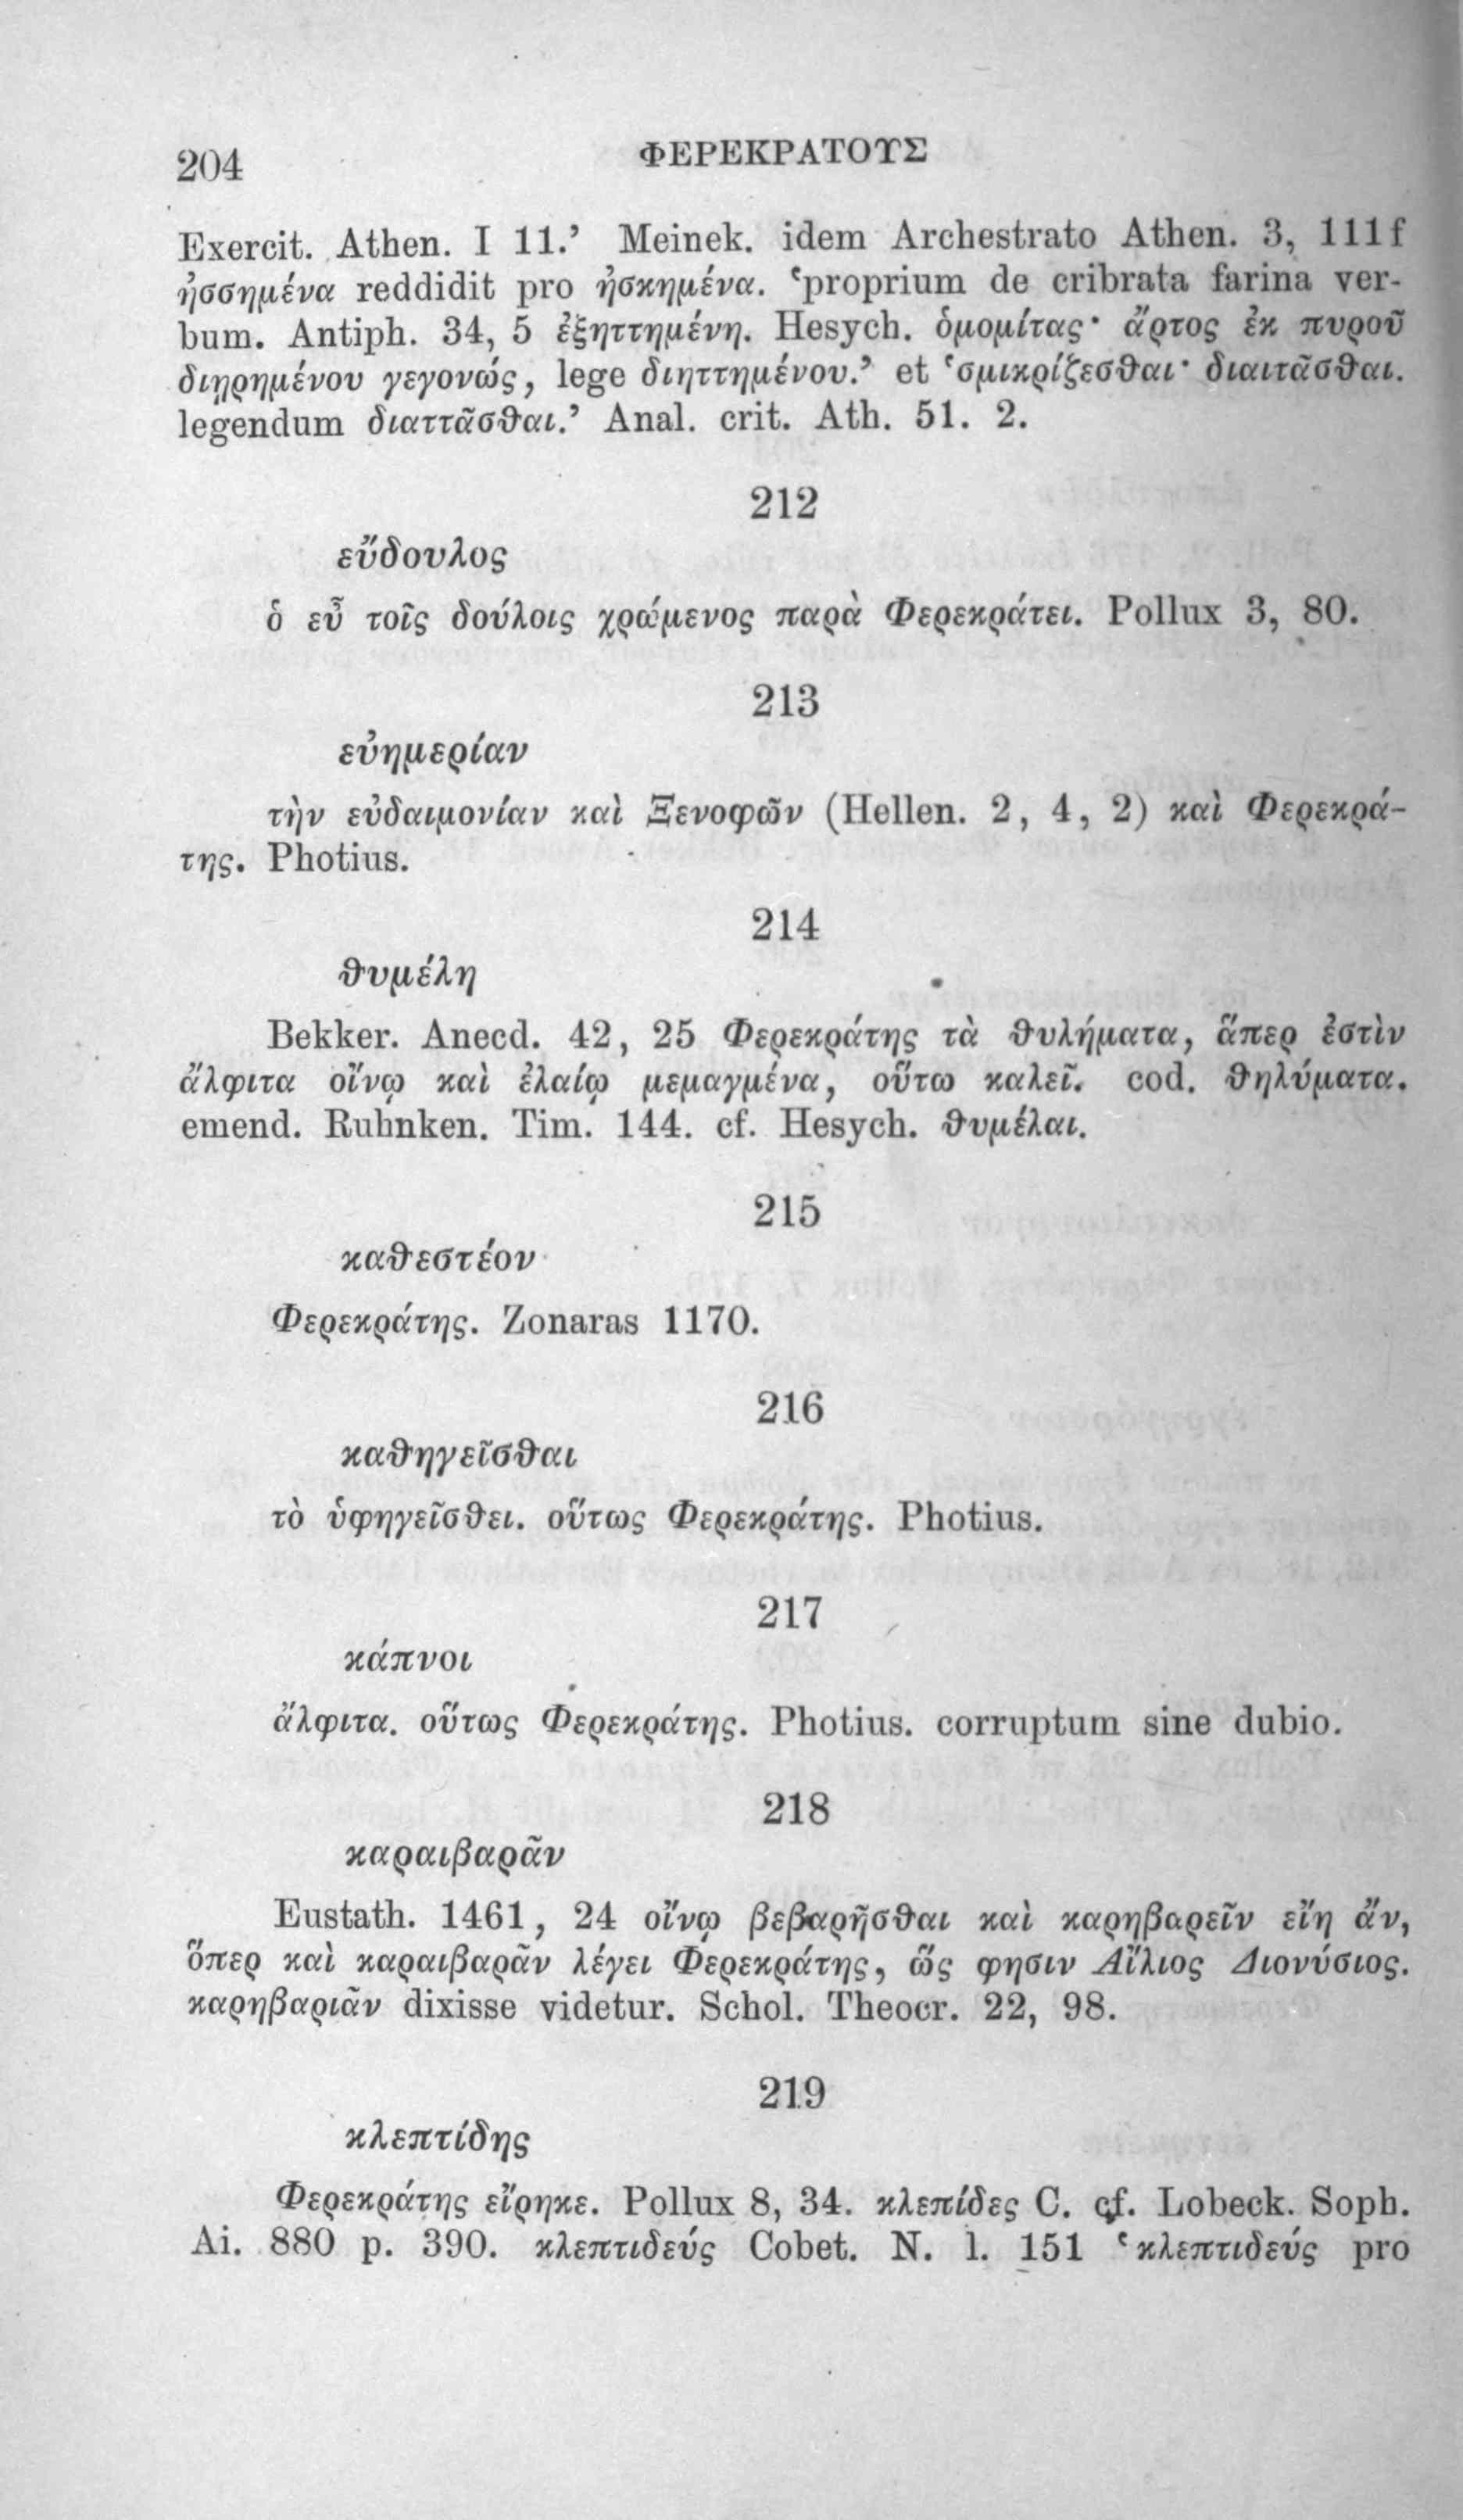 204 ΦΕΡΕΚΡΑΤΟΥΣ
Exercit. Athen. I 11.’ Meinek. idem Archestrato Athen. 3, 111 f
ἡσσημένα reddidit pro ἠσκημένα. ‘proprium de cribrata farina ver-
bum. Antiph. 34, 5 ἐξηττημένη. Hesych. ὁμομίτας· ἄρτος ἐκ πυροῦ
διῃρημένου γεγονώς, lege διηττημένου.’ et ‘σμικρίζεσθαι· διαιτᾶσθαι.
legendum διαττᾶσθαι.’ Anal. crit. Ath. 51. 2.
212
εὔδουλος
ὁ εὖ τοῖς δούλοις χρώμενος παρὰ Φερεκράτει. Pollux 3, 80.
213
εὐημερίαν
τὴν εὐδαιμονίαν καὶ Ξενοφῶν (Hellen. 2, 4, 2) καὶ Φερεκρά-
της. Photius.
214
θυμέλη
Bekker. Anecd. 42, 25 Φερεκράτης τὰ θυλήματα, ἅπερ ἐστὶν
ἄλφιτα οἴνῳ καὶ ἐλαίῳ μεμαγμένα, οὕτω καλεῖ. cod. θηλύματα.
emend. Ruhnken. Tim. 144. cf. Hesych. θυμέλαι.
215
καθεστέον
Φερεκράτης. Zonaras 1170.
216
καθηγεῖσθαι
τὸ ὑφηγεῖσθει. οὕτως Φερεκράτης. Photius.
217
κάπνοι
ἄλφιτα. οὕτως Φερεκράτης. Photius. corruptum sine dubio.
218
καραιβαρᾶν
Eustath. 1461, 24 οἴνῳ βεβαρῆσθαι καὶ καρηβαρεῖν εἴη ἄν,
ὅπερ καὶ καραιβαρᾶν λέγει Φερεκράτης, ὥς φησιν Αἴλιος Διονύσιος.
καρηβαριᾶν dixisse videtur. Schol. Theocr. 22, 98.
219
κλεπτίδης
Φερεκράτης εἴρηκε. Pollux 8, 34. κλεπίδες C. cf. Lobeck. Soph.
Ai. 880 p. 390. κλεπτιδεύς Cobet. N. l. 151 ‘κλεπτιδεύς pro